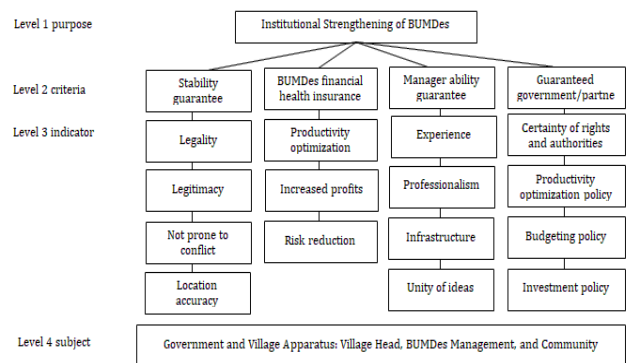 Level 1 purpose
Institutional Strengthening of BUMDes
Level 2 criteria
Stability
guarantee
BUMDes financial
health insurance
Manager ability
guarantee
Guaranteed
government/partne
Level 3 indicator
Legality
Productivity
optimization
Experience
Certainty of rights
and authorities
Legitimacy
Increased profits
Professionalism
Productivity
optimization policy
Not prone to
conflict
Risk reduction
Infrastructure
Budgeting policy
Location
accuracy
Unity of ideas
Investment policy
Level 4 subject
Government and Village Apparatus: Village Head, BUMDes Management, and Community